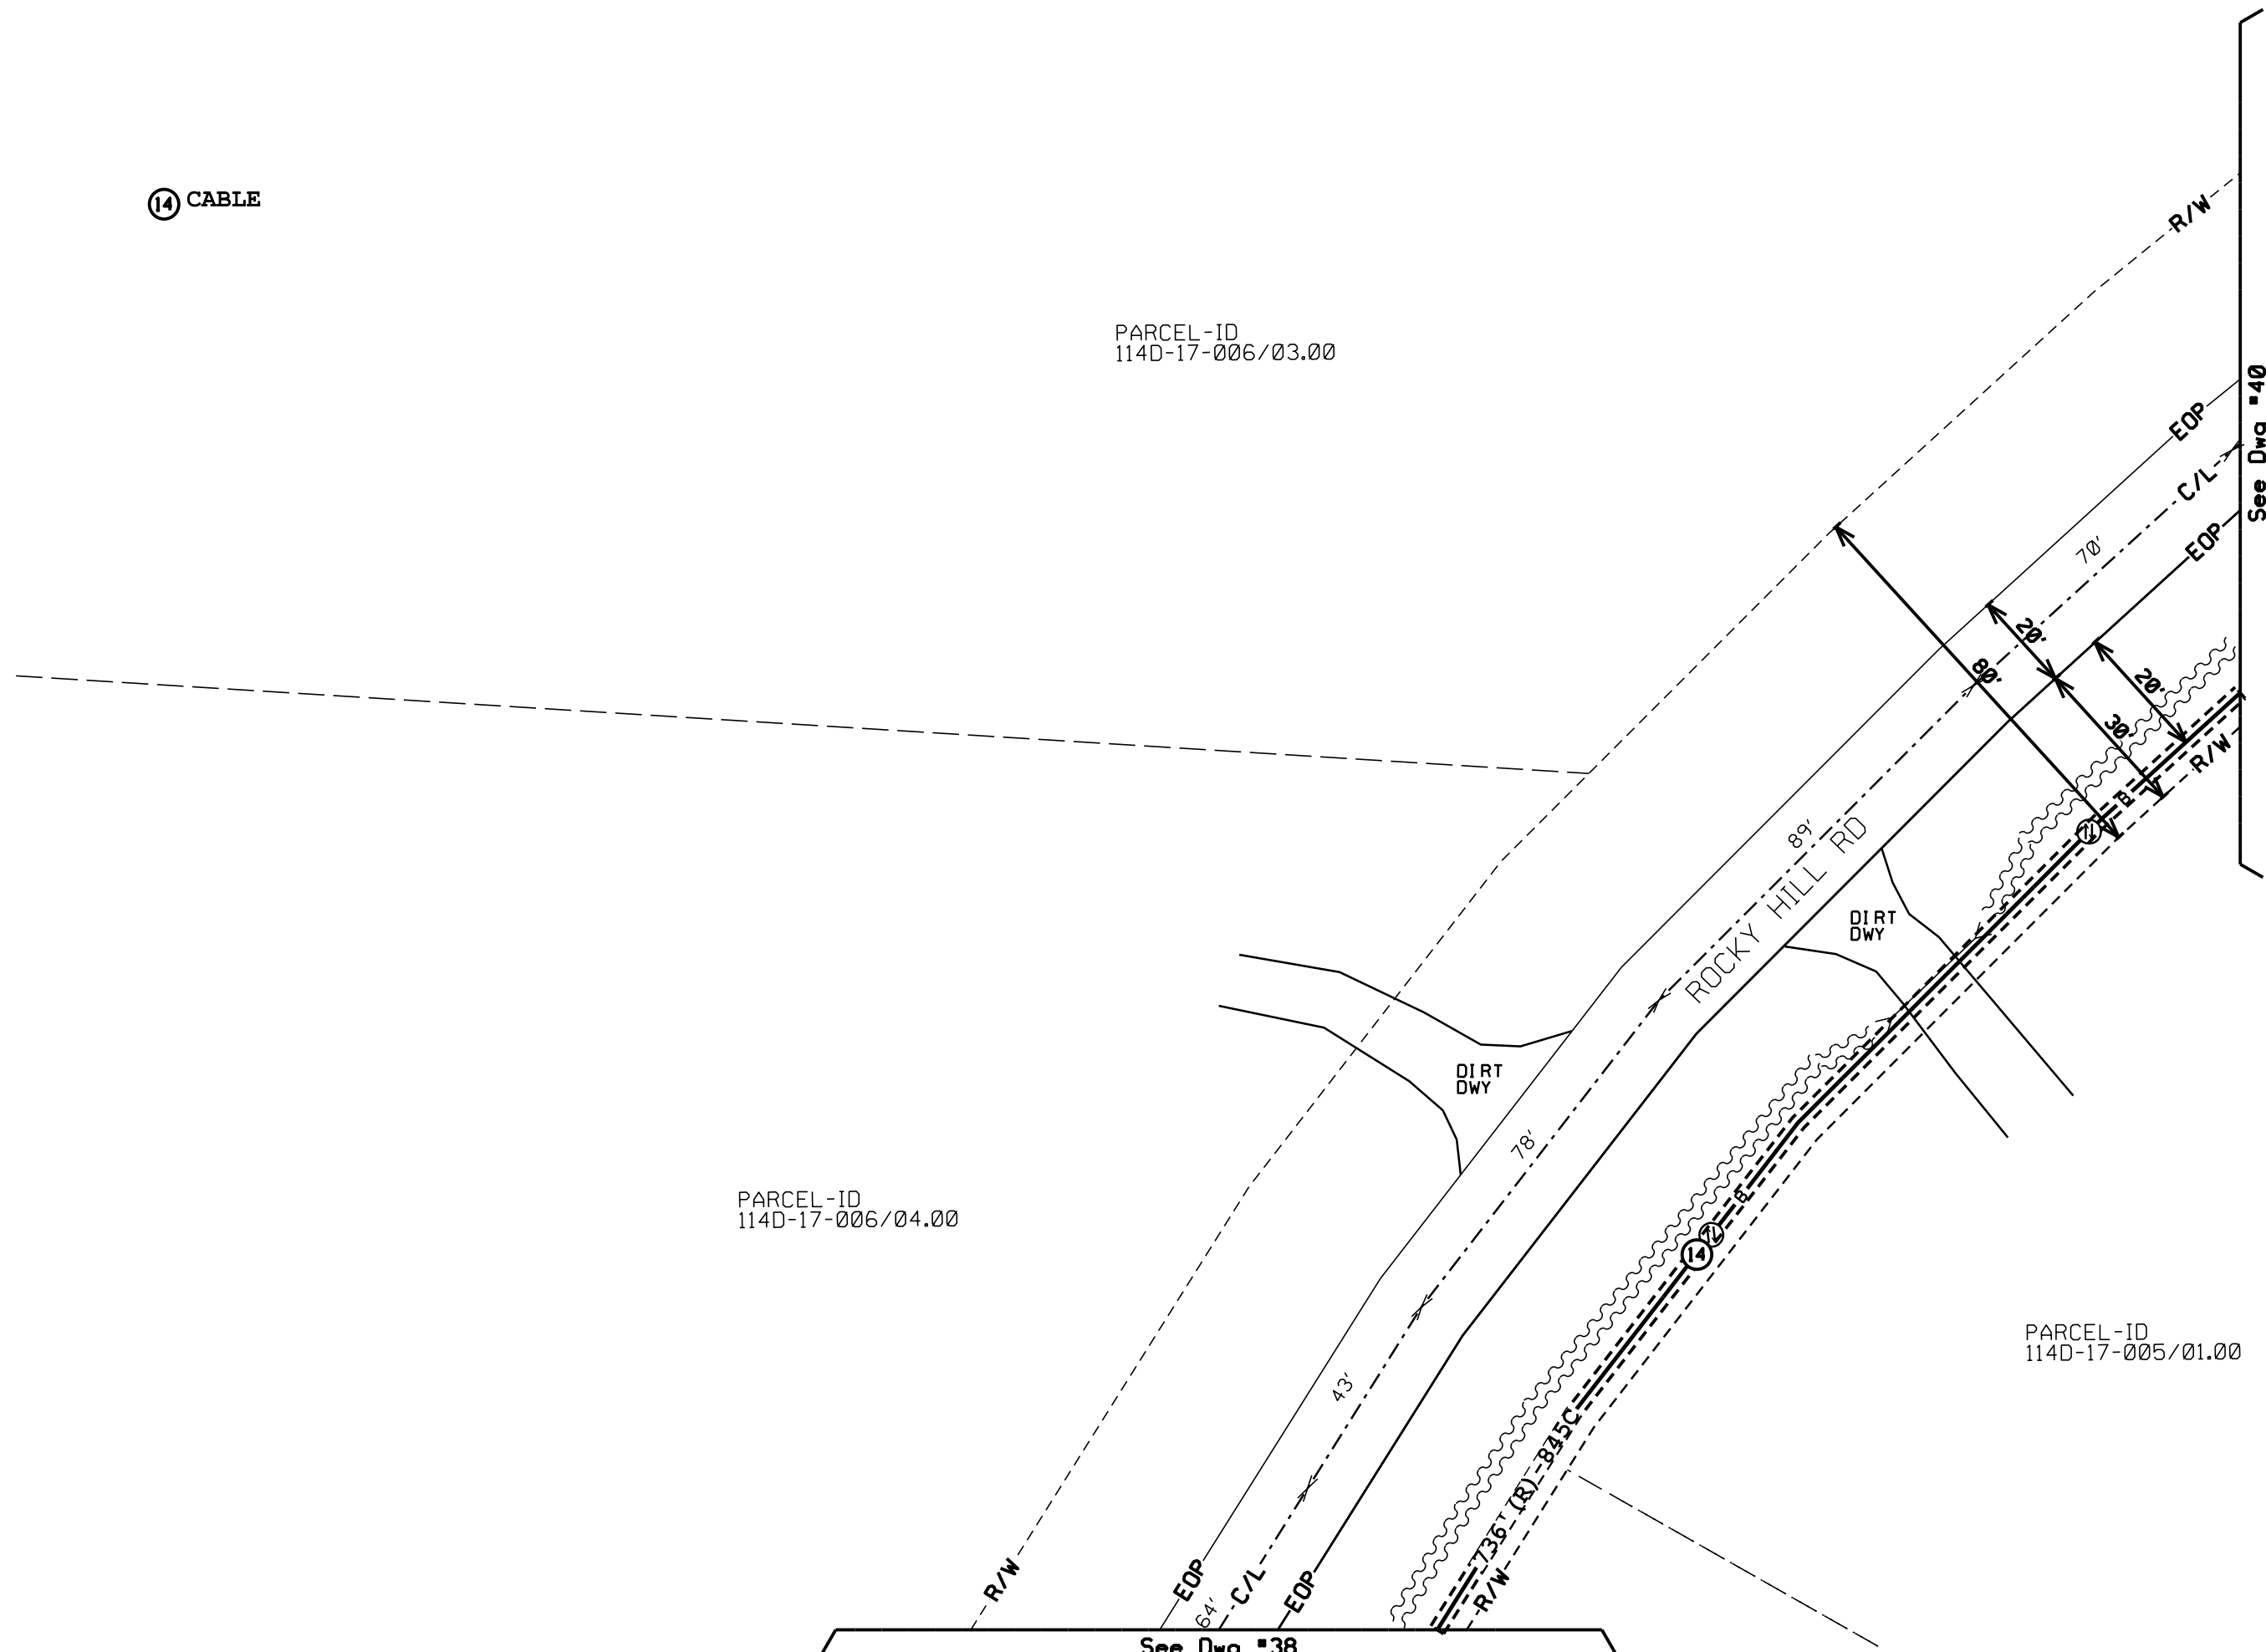 14 CABLE
PARCEL-ID
114D-17-006/03.00
R/W
EOP
C/L
EOP
See Dwg #40
70'
20'
80'
20'
30'
R/W
B
89'
ROCKY HILL RD
DIRT
DWY
DIRT
DWY
78'
PARCEL-ID
114D-17-006/04.00
B
14
PARCEL-ID
114D-17-005/01.00
43'
736' (R) 845C
R/W
EOP
64'
C/L
EOP
R/W
See Dwg #38